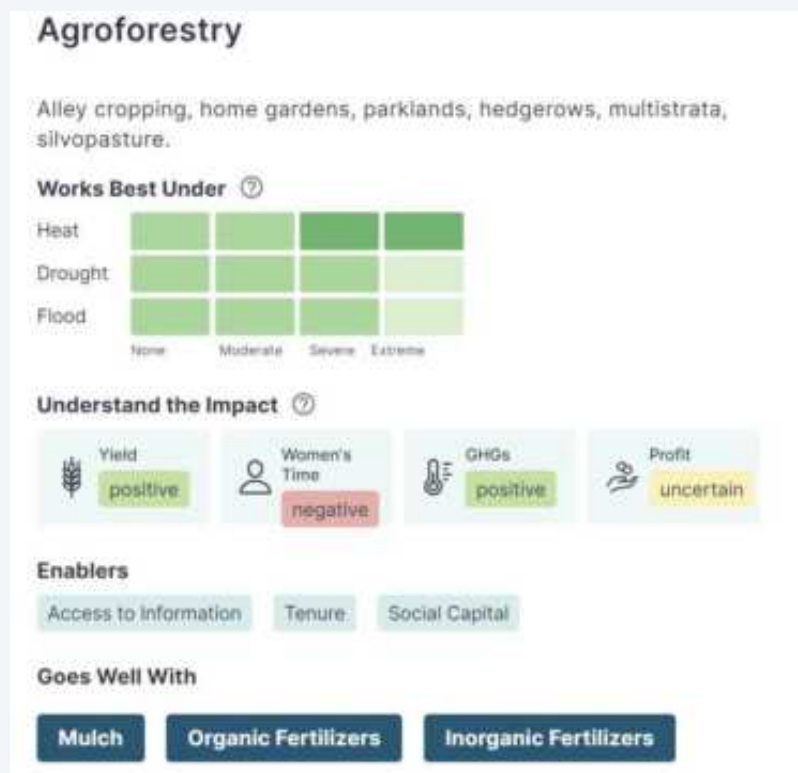 Agroforestry
Alley cropping, home gardens, parklands, hedgerows, multistrata,
silvopasture.
Works Best Under ?
Heat
Drought
Flood
None Moderate Severe Extreme
Understand the Impact ?
Yield
positive
Women's
Time
negative
GHGs
positive
Profit
uncertain
Enablers
Access to Information Tenure Social Capital
Goes Well With
Mulch Organic Fertilizers Inorganic Fertilizers